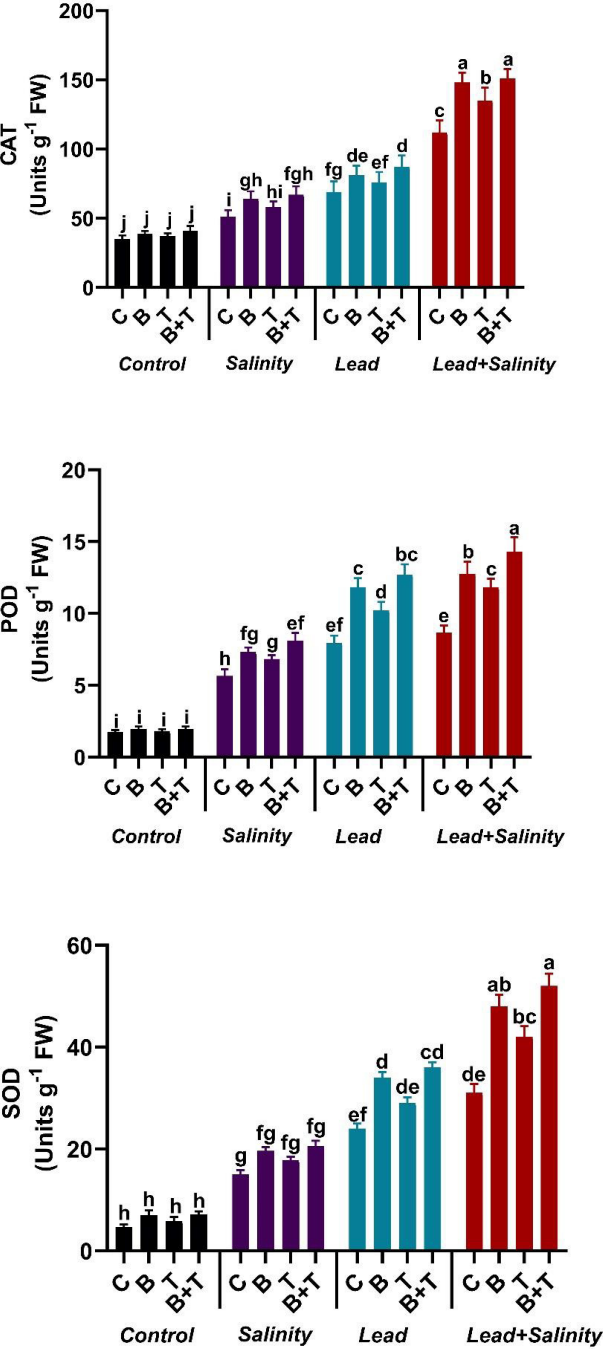 200
150
100
50
0
CAT
(Units g-1 FW)
j j j j i gh hi fgh fg de ef d c a b a
C B T B+T C B T B+T C B T B+T C B T B+T
Control Salinity Lead Lead+Salinity
20
15
10
5
0
POD
(Units g-1 FW)
i i i i h fg g ef ef c d bc e b c a
C B T B+T C B T B+T C B T B+T C B T B+T
Control Salinity Lead Lead+Salinity
60
40
20
0
SOD
(Units g-1 FW)
h h h h g fg fg fg ef d de cd de ab bc a
C B T B+T C B T B+T C B T B+T C B T B+T
Control Salinity Lead Lead+Salinity